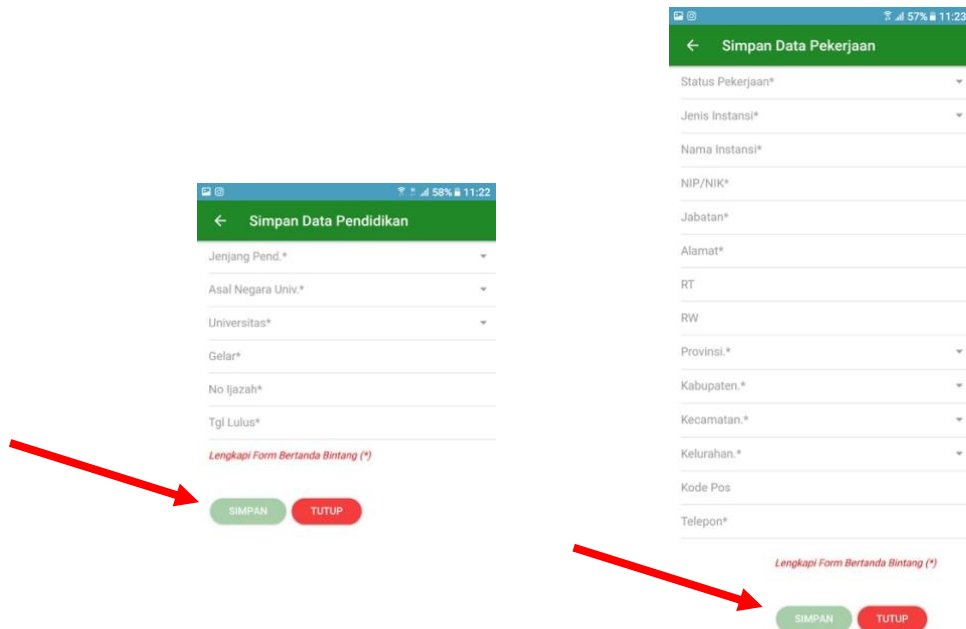 58% 11:22
Simpan Data Pendidikan
Jenjang Pend.*
Asal Negara Univ.*
Universitas*
Gelar*
No Ijazah*
Tgl Lulus*
Lengkapi Form Bertanda Bintang (*)
SIMPAN TUTUP
57% 11:23
Simpan Data Pekerjaan
Status Pekerjaan*
Jenis Instansi*
Nama Instansi*
NIP/NIK*
Jabatan*
Alamat*
RT
RW
Provinsi.*
Kabupaten.*
Kecamatan.*
Kelurahan.*
Kode Pos
Telepon*
Lengkapi Form Bertanda Bintang (*)
SIMPAN TUTUP